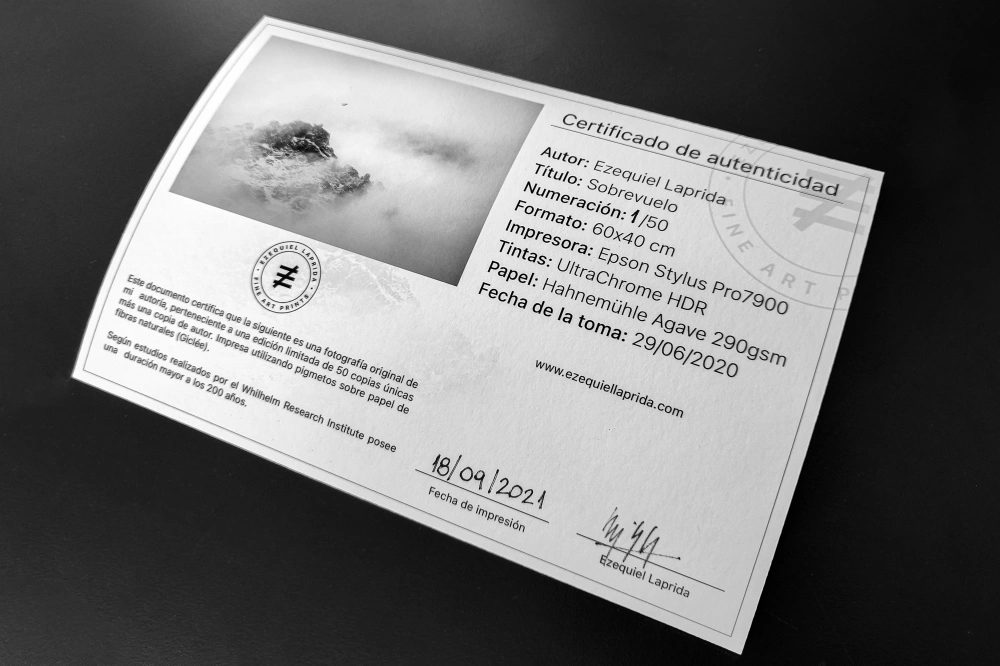 Certificado de autenticidad
Autor: Ezequiel Laprida
Título: Sobrevuelo
Numeración: 1/50
Formato: 60x40 cm
Impresora: Epson Stylus Pro7900
Tintas: UltraChrome HDR
Papel: Hahnemühle Agave 290gsm
Fecha de la toma: 29/06/2020
www.ezequiellaprida.com
EZEQUIEL LAPRIDA
FINE ART PRINTS
Este documento certifica que la siguiente es una fotografía original de
mi autoría, perteneciente a una edición limitada de 50 copias únicas
más una copia de autor. Impresa utilizando pigmetos sobre papel de
fibras naturales (Giclée).
Según estudios realizados por el Whilhelm Research Institute posee
una duración mayor a los 200 años.
18/09/2021
Fecha de impresión
Ezequiel Laprida
FINE ART P